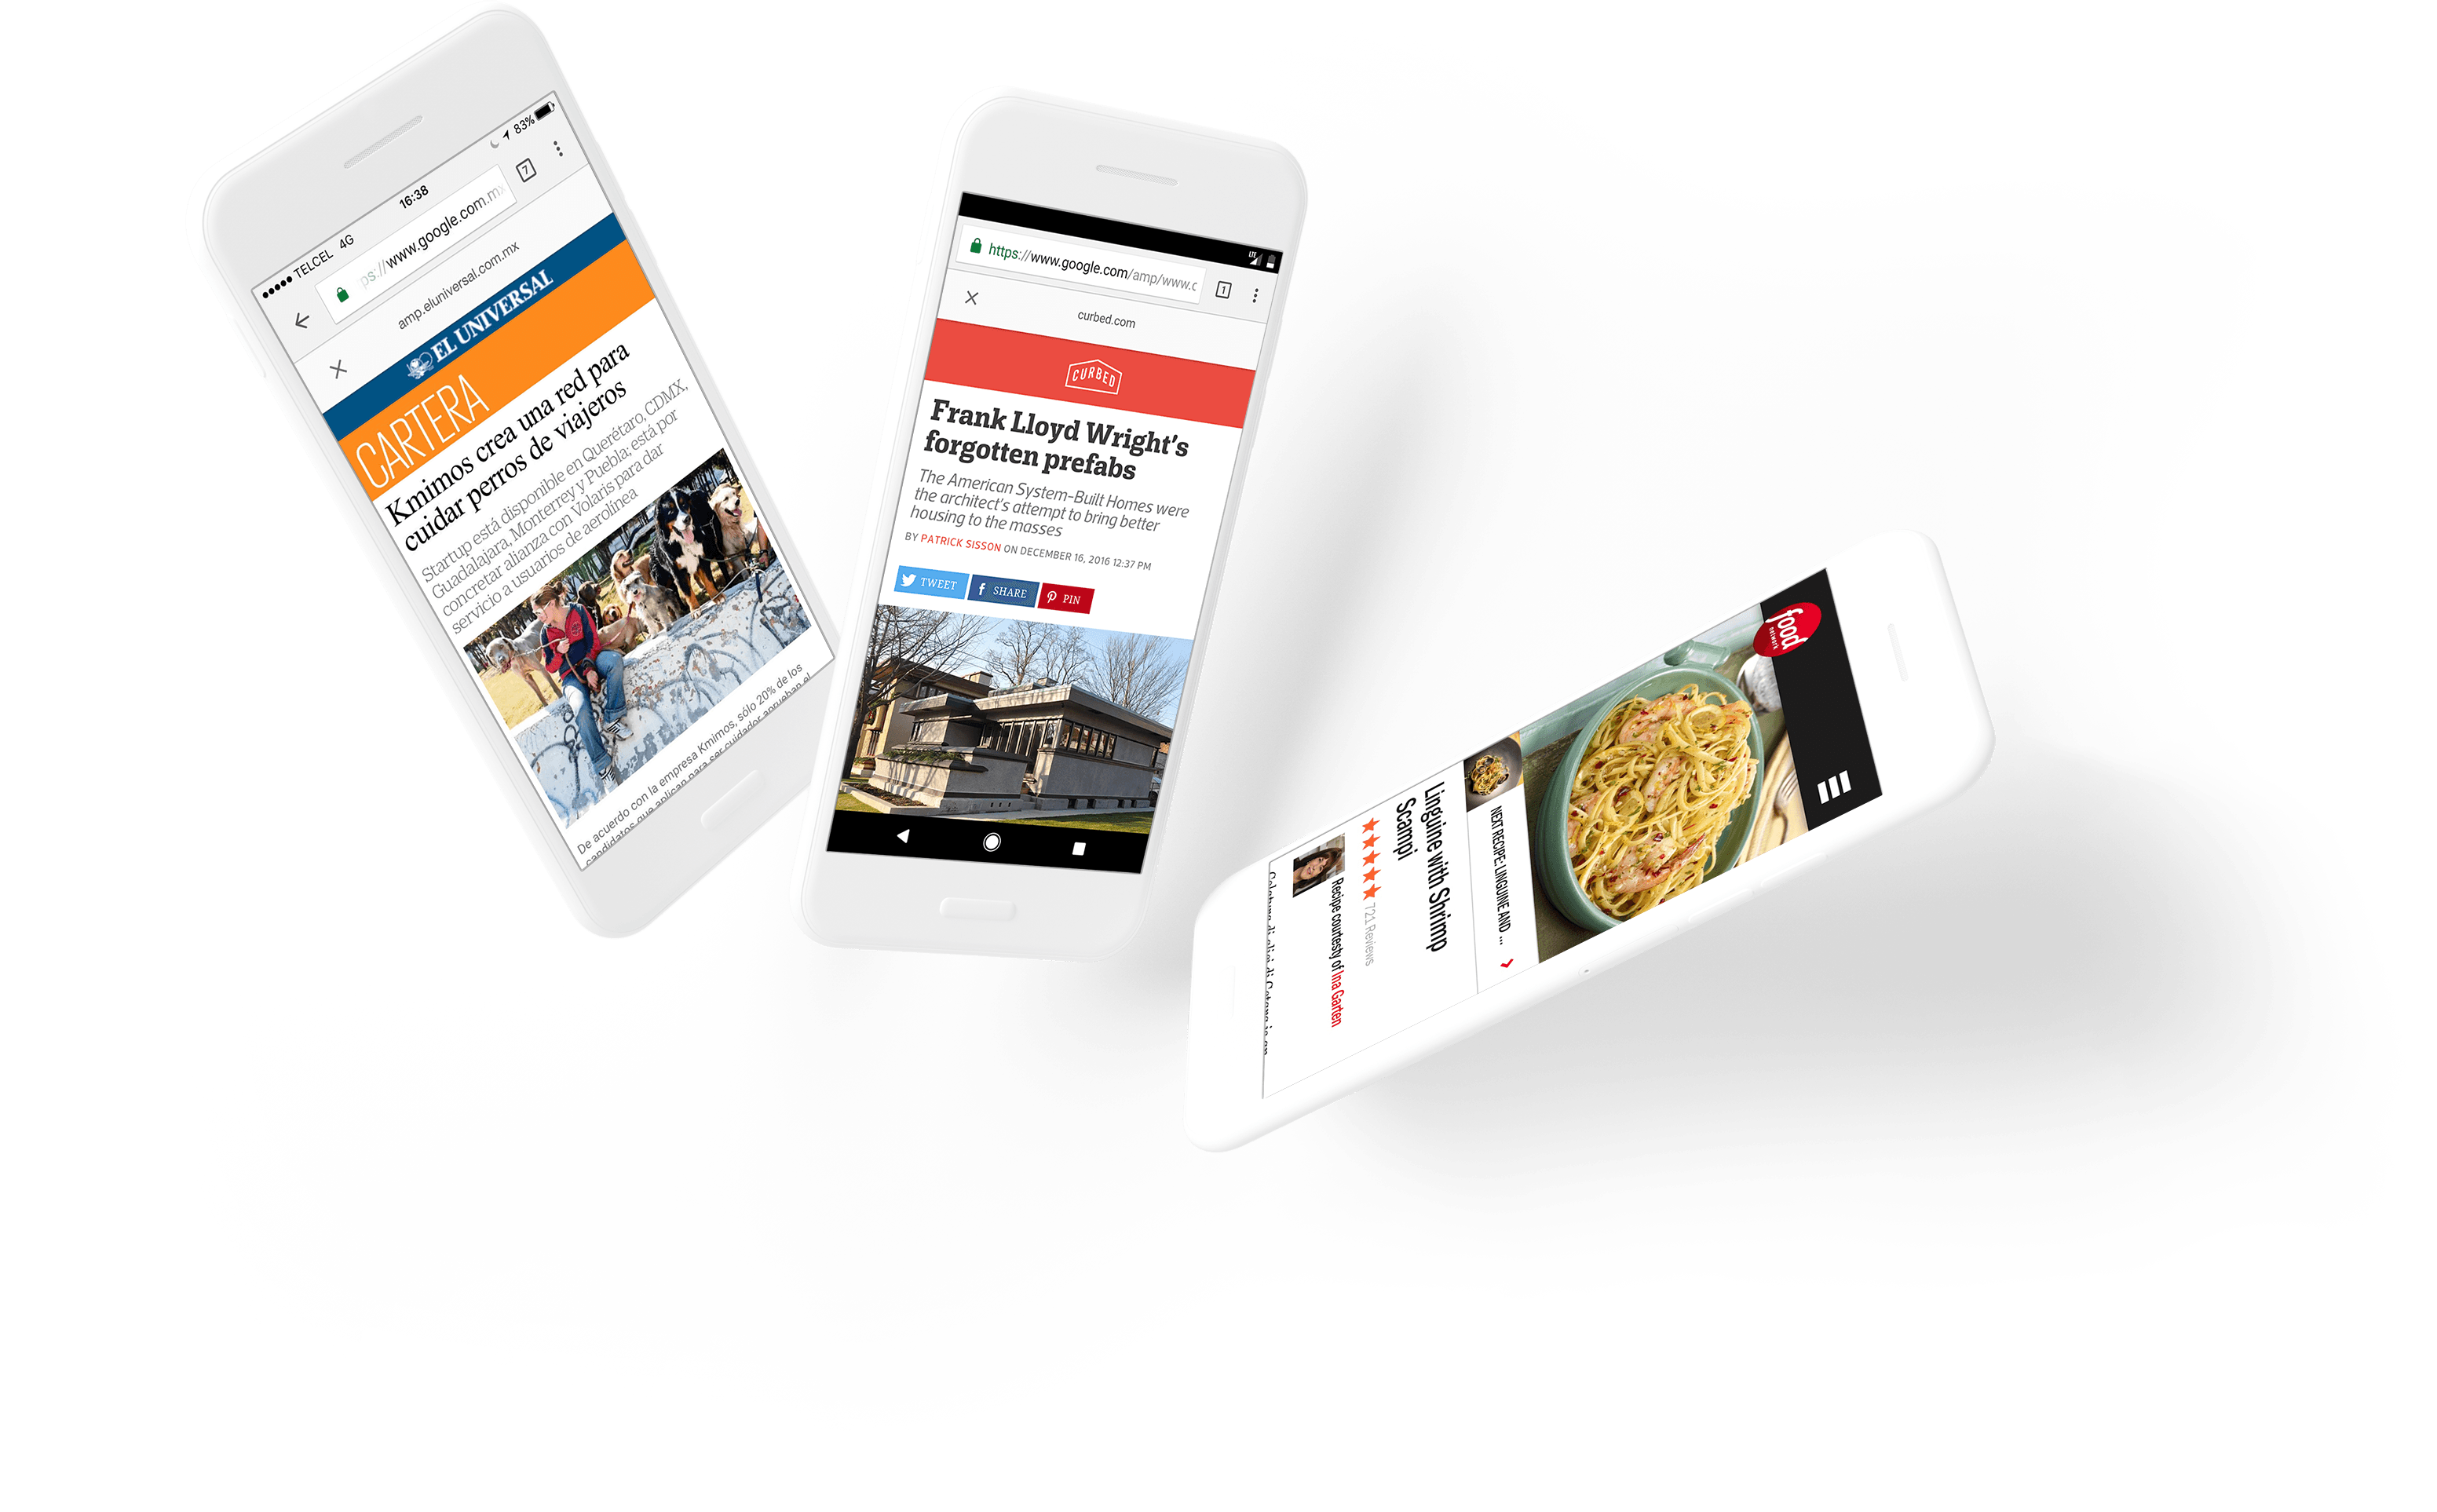 TELCEL 4G
16:38
83%
ps://www.google.com.mx
7
amp.eluniversal.com.mx
EL UNIVERSAL
CARTERA
Kmimos crea una red para
cuidar perros de viajeros
Startup está disponible en Querétaro, CDMX,
Guadalajara, Monterrey y Puebla; está por
concretar alianza con Volaris para dar
servicio a usuarios de aerolínea
De acuerdo con la empresa Kmimos, sólo 20% de los
candidatos que aplican para ser cuidador aprueban el
LTE
https://www.google.com/amp/www.c
1
curbed.com
CURBED
Frank Lloyd Wright's
forgotten prefabs
The American System-Built Homes were
the architect's attempt to bring better
housing to the masses
BY PATRICK SISSON ON DECEMBER 16, 2016 12:37 PM
TWEET
SHARE
PIN
food
network
NEXT RECIPE: LINGUINE AND ...
Linguine with Shrimp
Scampi
721 Reviews
Recipe courtesty of Ina Garten